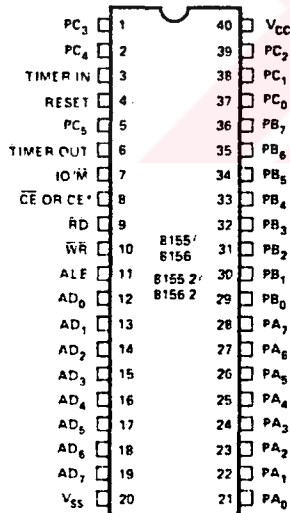 PC3 1 40 VCC
PC4 2 39 PC2
TIMER IN 3 38 PC1
RESET 4 37 PC0
PC5 5 36 PB7
TIMER OUT 6 35 PB6
IO/M̅ 7 34 PB5
C̅E̅ OR CE* 8 33 PB4
R̅D̅ 9 32 PB3
W̅R̅ 10 31 PB2
ALE 11 30 PB1
AD0 12 29 PB0
AD1 13 28 PA7
AD2 14 27 PA6
AD3 15 26 PA5
AD4 16 25 PA4
AD5 17 24 PA3
AD6 18 23 PA2
AD7 19 22 PA1
VSS 20 21 PA0
8155/
8156
8155 2/
8156 2